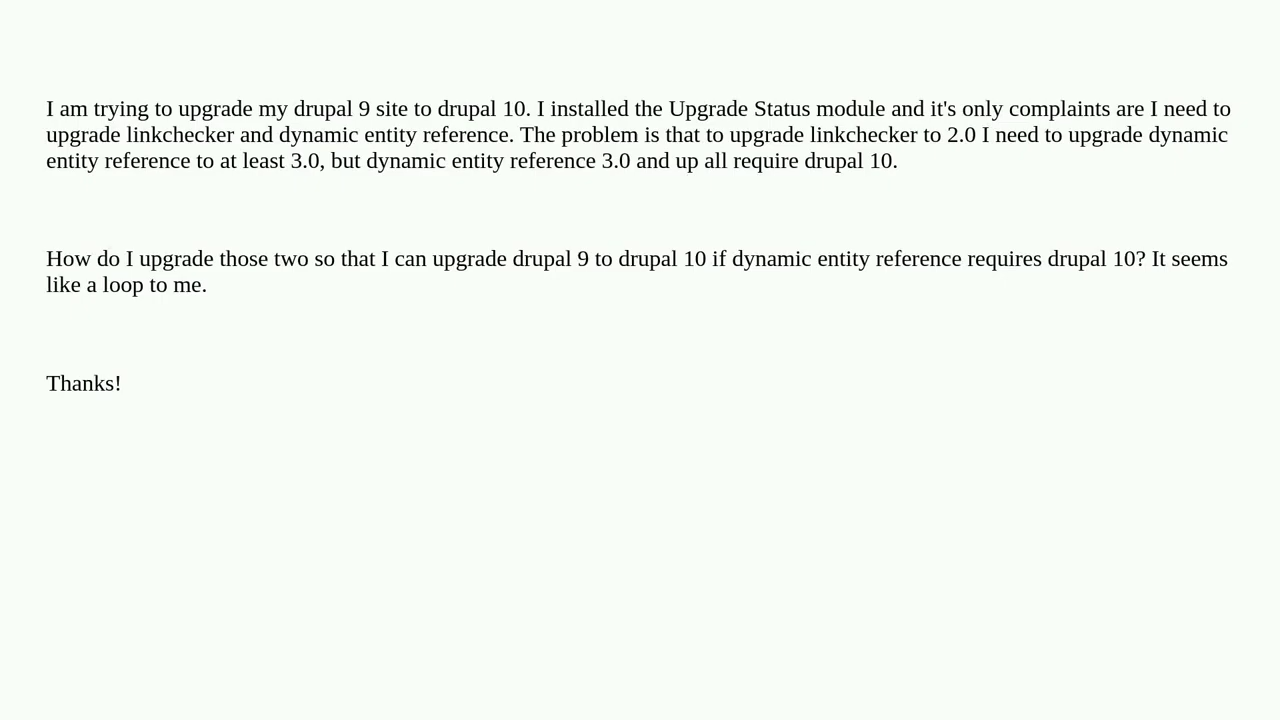 I am trying to upgrade my drupal 9 site to drupal 10. I installed the Upgrade Status module and it's only complaints are I need to
upgrade linkchecker and dynamic entity reference. The problem is that to upgrade linkchecker to 2.0 I need to upgrade dynamic
entity reference to at least 3.0, but dynamic entity reference 3.0 and up all require drupal 10.
How do I upgrade those two so that I can upgrade drupal 9 to drupal 10 if dynamic entity reference requires drupal 10? It seems
like a loop to me.
Thanks!